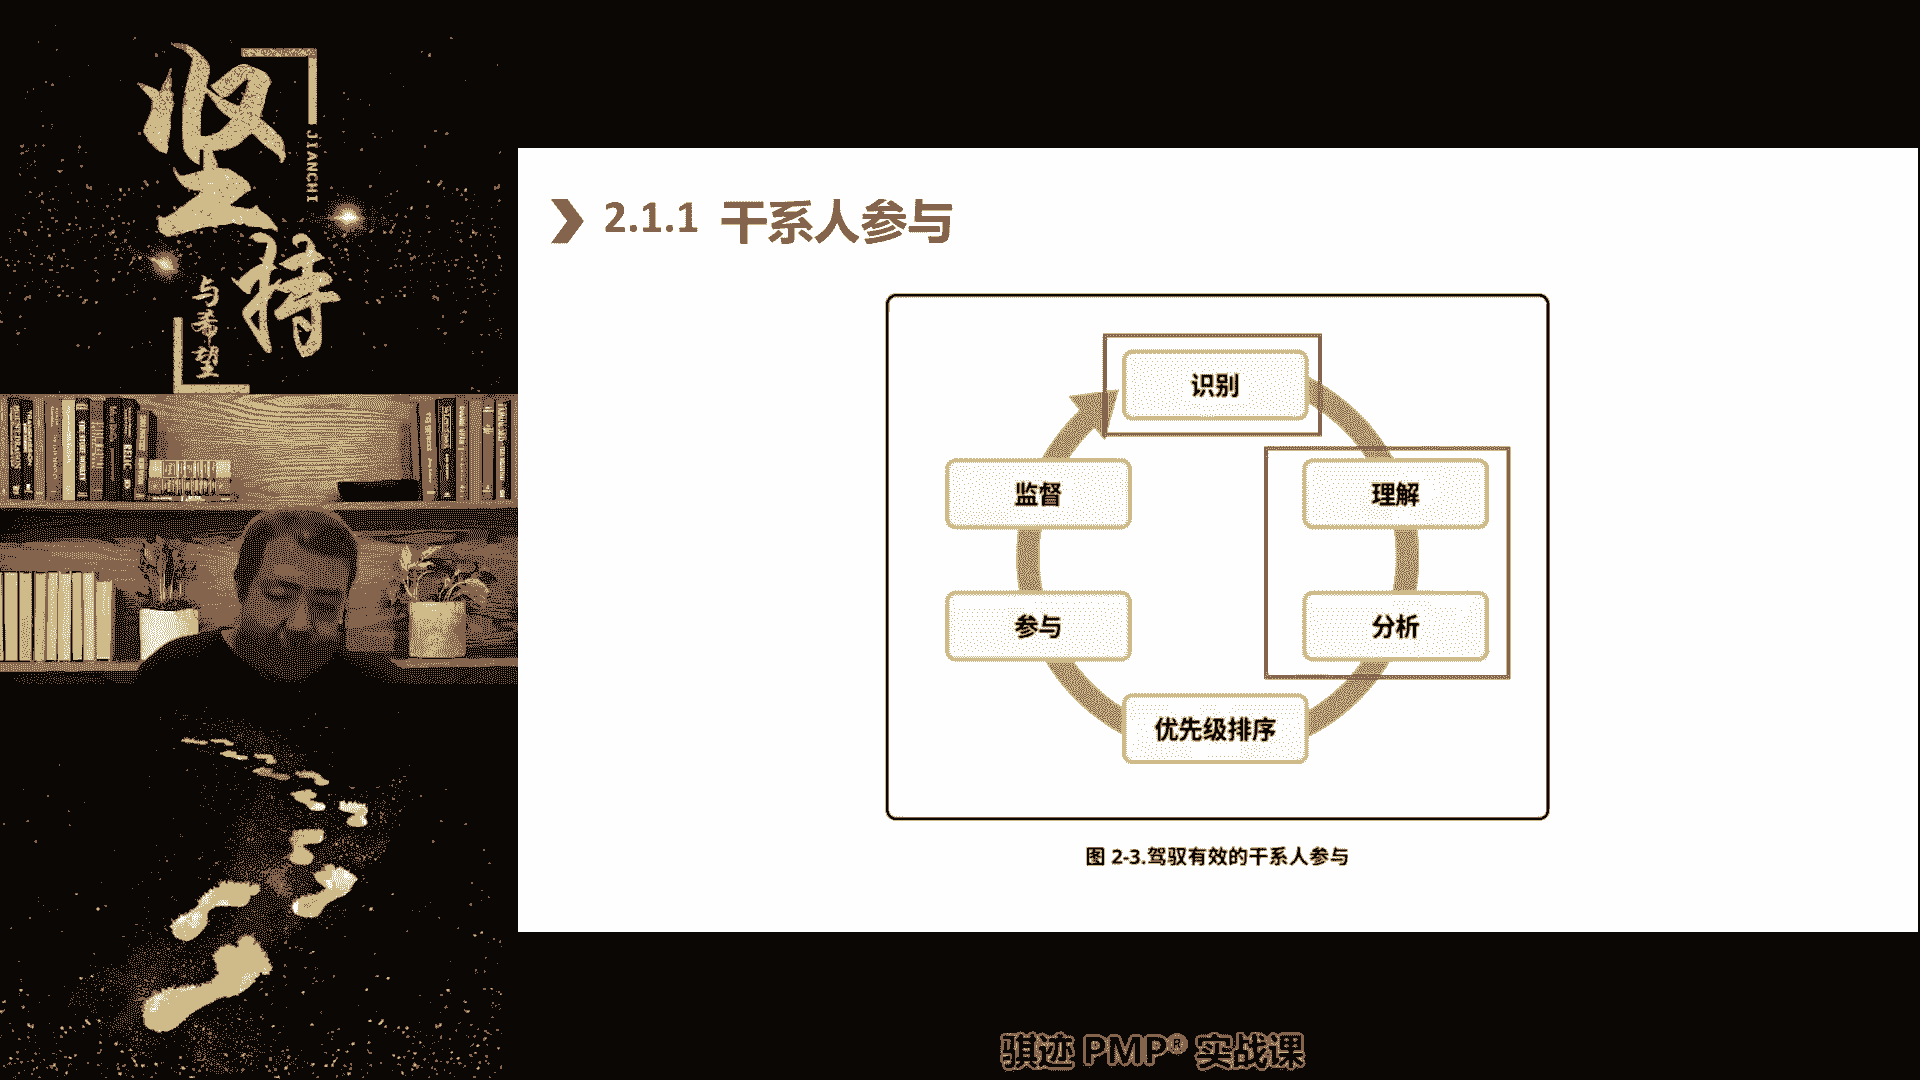 坚持
JIANCHI
与希望
2.1.1 干系人参与
识别
监督
理解
参与
分析
优先级排序
图 2-3.驾驭有效的干系人参与
骐迹 PMP® 实战课